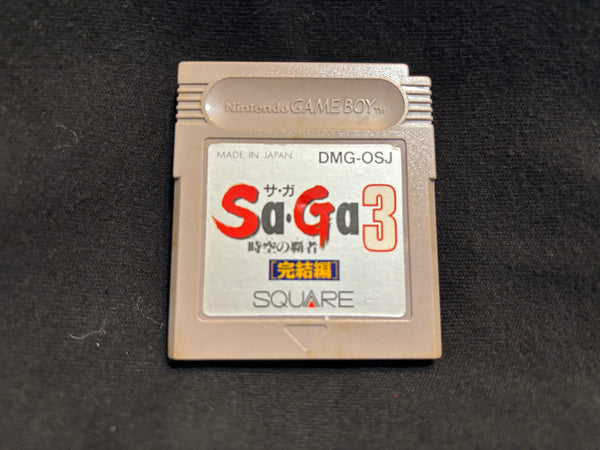 Nintendo GAME BOY™
MADE IN JAPAN
DMG-OSJ
サ・ガ
Sa・Ga3
時空の覇者
［完結編］
SQUARE